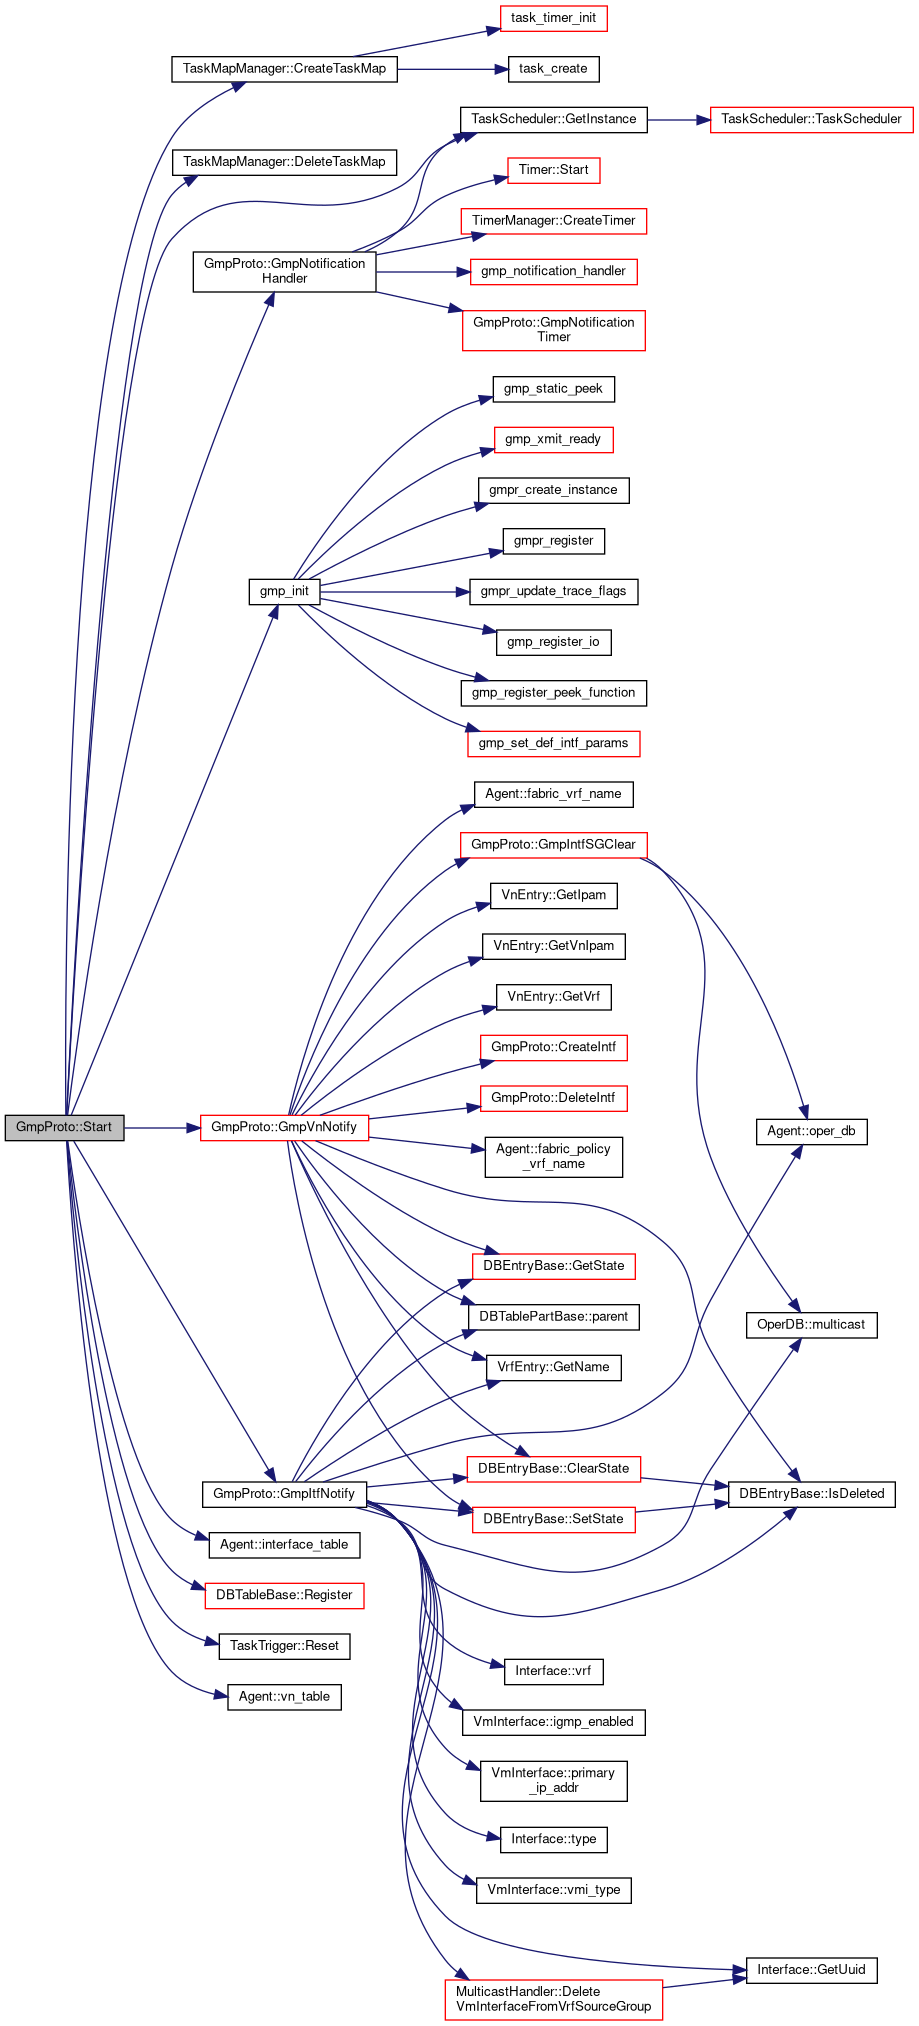 task_timer_init
TaskMapManager::CreateTaskMap
task_create
TaskScheduler::GetInstance
TaskScheduler::TaskScheduler
TaskMapManager::DeleteTaskMap
Timer::Start
TimerManager::CreateTimer
GmpProto::GmpNotification
Handler
gmp_notification_handler
GmpProto::GmpNotification
Timer
gmp_static_peek
gmp_xmit_ready
gmpr_create_instance
gmpr_register
gmp_init
gmpr_update_trace_flags
gmp_register_io
gmp_register_peek_function
gmp_set_def_intf_params
Agent::fabric_vrf_name
GmpProto::GmpIntfSGClear
VnEntry::GetIpam
VnEntry::GetVnIpam
VnEntry::GetVrf
GmpProto::CreateIntf
GmpProto::DeleteIntf
GmpProto::Start
GmpProto::GmpVnNotify
Agent::oper_db
Agent::fabric_policy
_vrf_name
DBEntryBase::GetState
DBTablePartBase::parent
OperDB::multicast
VrfEntry::GetName
DBEntryBase::ClearState
GmpProto::GmpItfNotify
DBEntryBase::IsDeleted
DBEntryBase::SetState
Agent::interface_table
DBTableBase::Register
TaskTrigger::Reset
Interface::vrf
Agent::vn_table
VmInterface::igmp_enabled
VmInterface::primary
_ip_addr
Interface::type
VmInterface::vmi_type
Interface::GetUuid
MulticastHandler::Delete
VmInterfaceFromVrfSourceGroup